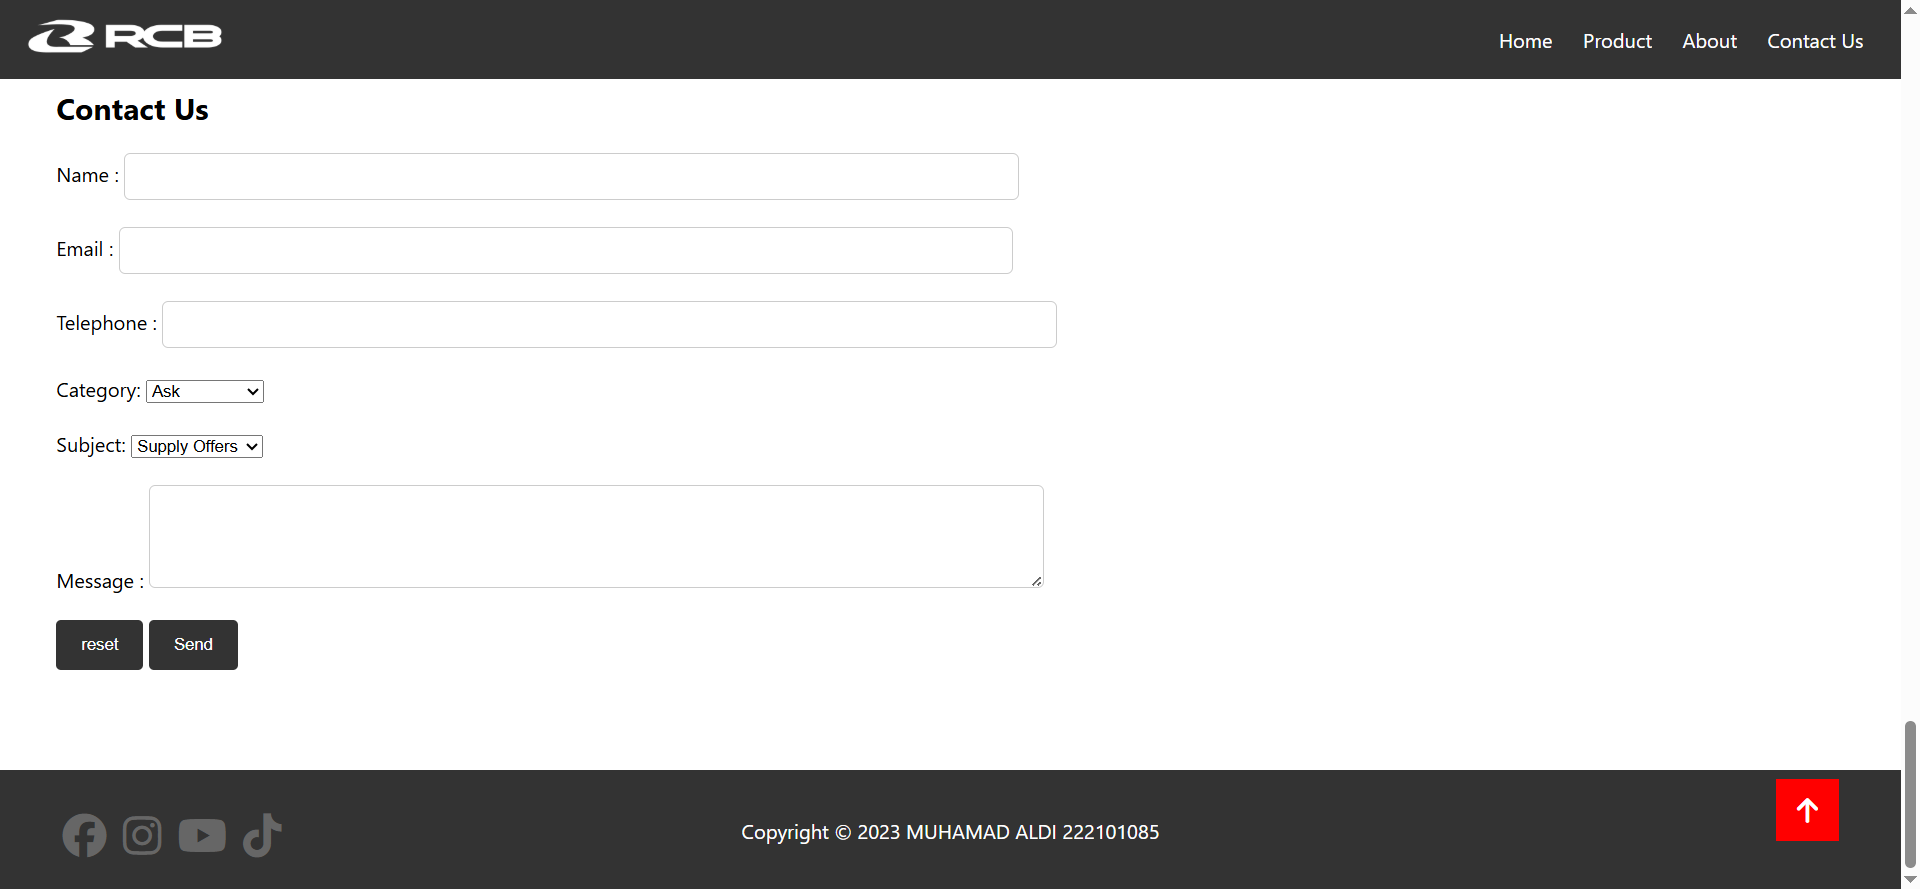 RCB
Home Product About Contact Us
Contact Us
Name :
Email :
Telephone :
Category: Ask
Subject: Supply Offers
Message :
reset Send
Copyright © 2023 MUHAMAD ALDI 222101085